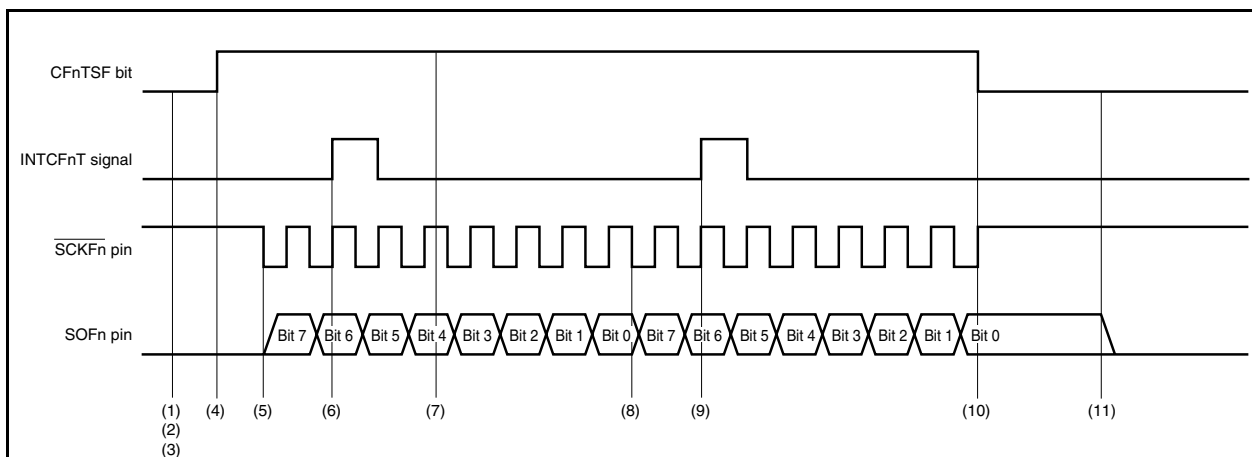 CFnTSF bit
INTCFnT signal
SCKFn pin
SOFn pin
Bit 7 Bit 6 Bit 5 Bit 4 Bit 3 Bit 2 Bit 1 Bit 0 Bit 7 Bit 6 Bit 5 Bit 4 Bit 3 Bit 2 Bit 1 Bit 0
(1) (4) (5) (6) (7) (8) (9) (10) (11)
(2)
(3)